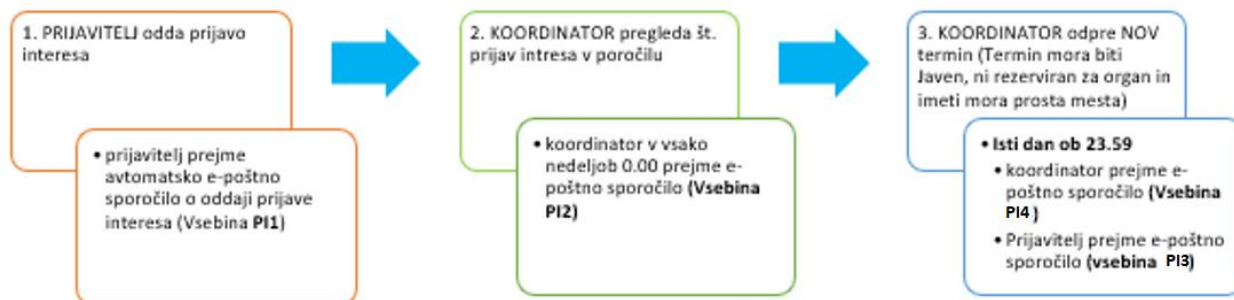 1. PRIJAVITELJ odda prijavo
interesa
• prijavitelj prejme
avtomatsko e-poštno
sporočilo o oddaji prijave
interesa (Vsebina PI1)
2. KOORDINATOR pregleda št.
prijav intresa v poročilu
• koordinator v vsako
nedeljob 0.00 prejme e-
poštno sporočilo (Vsebina
PI2)
3. KOORDINATOR odpre NOV
termin (Termin mora biti
Javen, ni rezerviran za organ in
imeti mora prosta mesta)
• Isti dan ob 23.59
• koordinator prejme e-
poštno sporočilo (Vsebina
PI4 )
• Prijavitelj prejme e-poštno
sporočilo (vsebina PI3)